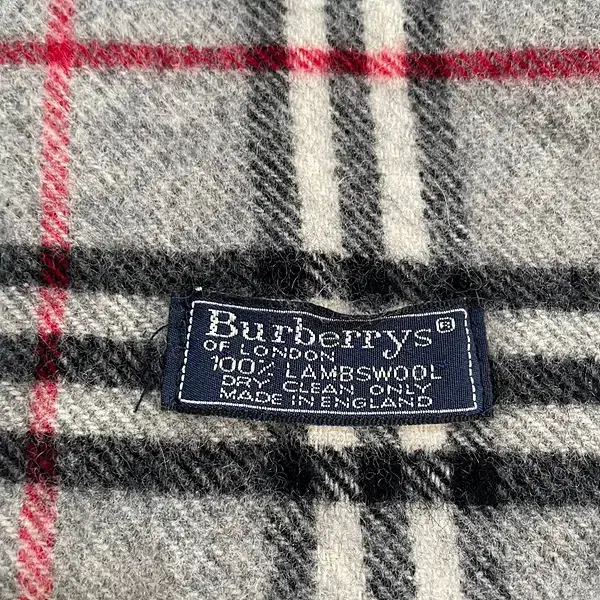 Burberrys®
OF LONDON
100% LAMBSWOOL
DRY CLEAN ONLY
MADE IN ENGLAND